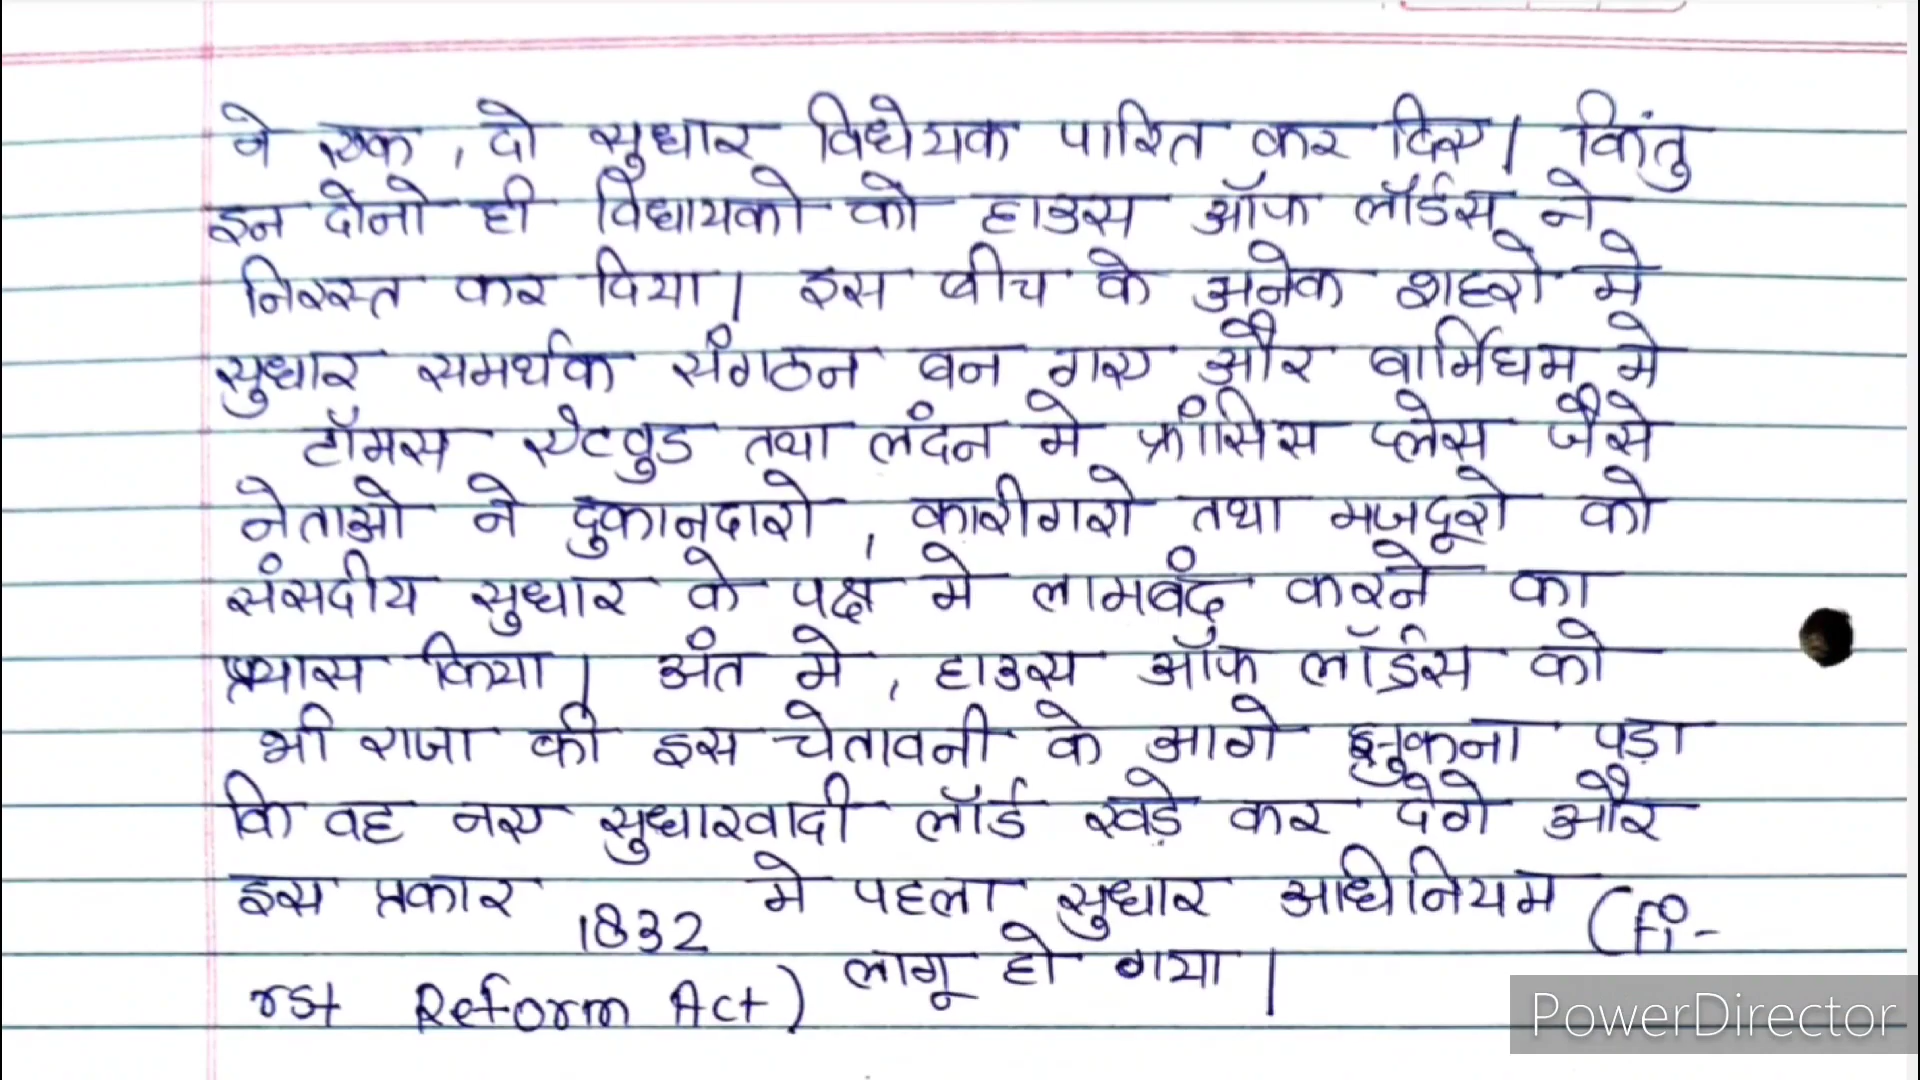 ने एक, दो सुधार विधेयक पारित कर दिए। किंतु
इन दोनो ही विधायको को हाउस ऑफ लॉर्डस ने
निरस्त कर दिया। इस बीच के अनेक शहरो मे
सुधार समर्थक संगठन बन गए और बार्मिघम मे
टॉमस एटवुड तथा लंदन मे फ्रांसिस प्लेस जैसे
नेताओ ने दुकानदारो, कारीगरो तथा मजदूरो को
संसदीय सुधार के पक्ष मे लामबंद करने का
प्रयास किया। अंत मे, हाउस ऑफ लॉर्डस को
भी राजा की इस चेतावनी के आगे झुकना पड़ा
कि वह नए सुधारवादी लॉर्ड खड़े कर देगे और
इस प्रकार 1832 मे पहला सुधार अधिनियम (Fi-
rst Reform Act) लागू हो गया।
PowerDirector